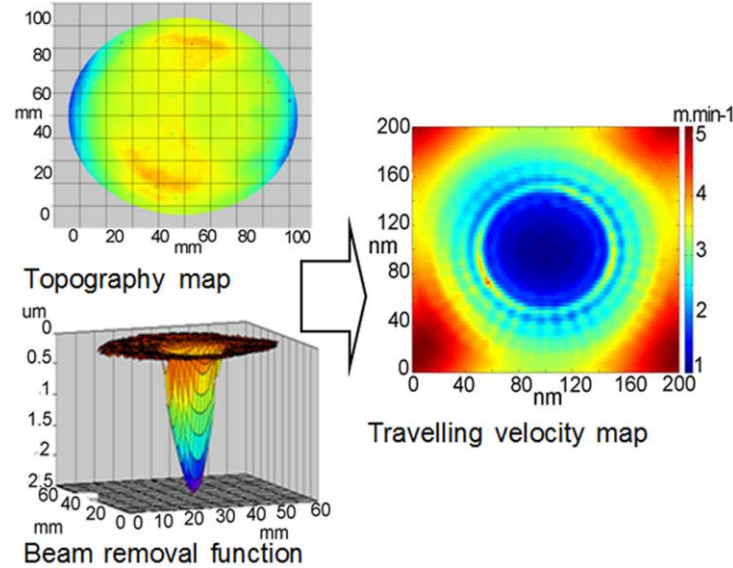 100
80
60
mm
40
20
0
0 20 40 60 80 100
mm
Topography map
um
0
0.5
.1
1.5
.2
2.5
60
40
mm
20
0 0 10 20 30 40 50 60
mm
Beam removal function
m.min-1
200 5
160
4
120
nm 3
80
2
40
0 1
0 40 80 120 160 200
nm
Travelling velocity map